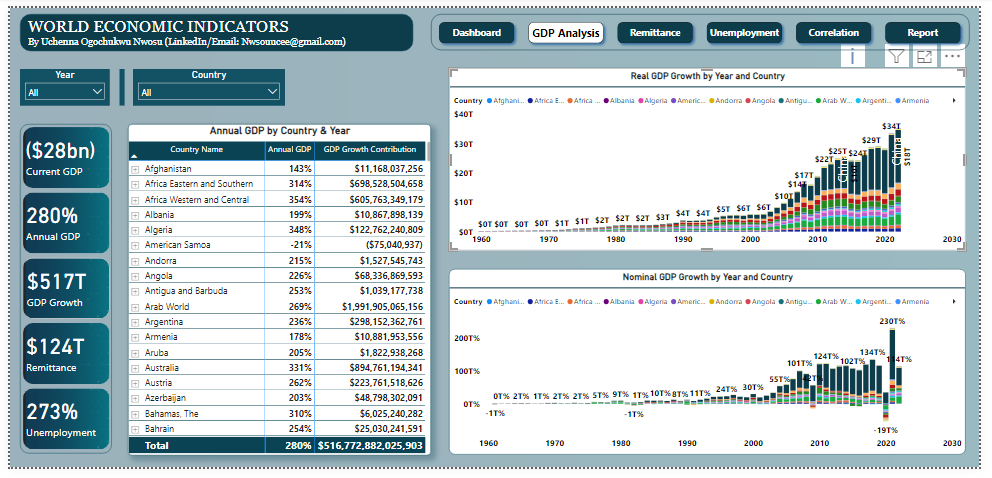 WORLD ECONOMIC INDICATORS
By Uchenna Ogochukwu Nwosu (LinkedIn/Email: Nwsouncee@gmail.com)
Dashboard GDP Analysis Remittance Unemployment Correlation Report
Year
All
Country
All
($28bn)
Current GDP
280%
Annual GDP
$517T
GDP Growth
$124T
Remittance
273%
Unemployment
Annual GDP by Country & Year
Country Name Annual GDP GDP Growth Contribution
Afghanistan 143% $11,168,037,256
Africa Eastern and Southern 314% $698,528,504,658
Africa Western and Central 354% $605,763,349,179
Albania 199% $10,867,898,139
Algeria 348% $122,762,240,809
American Samoa -21% ($75,040,937)
Andorra 215% $1,527,545,743
Angola 226% $68,336,869,593
Antigua and Barbuda 253% $1,039,177,738
Arab World 269% $1,991,905,065,156
Argentina 236% $298,152,362,761
Armenia 178% $10,881,953,556
Aruba 205% $1,822,938,268
Australia 331% $894,761,194,341
Austria 262% $223,761,518,626
Azerbaijan 203% $48,798,302,091
Bahamas, The 310% $6,025,240,282
Bahrain 254% $25,030,241,591
Total 280% $516,772,882,025,903
Real GDP Growth by Year and Country
Country Afghani... Africa E... Africa ... Albania Algeria Americ... Andorra Angola Antigu... Arab W... Argenti... Armenia
$40T
$30T
$20T
$10T
$0T
$0T $0T $0T $0T $1T $1T $2T $2T $2T $3T $4T $4T $5T $6T $6T $10T $14T $17T $22T $25T $24T $29T $34T $18T
China China
1960 1970 1980 1990 2000 2010 2020 2030
Nominal GDP Growth by Year and Country
Country Afghani... Africa E... Africa ... Albania Algeria Americ... Andorra Angola Antigu... Arab W... Argenti... Armenia
200T%
100T%
0T%
-1T% 0T% 2T% 1T% 2T% 2T% 5T% 9T% -1T% 1T% 10T% 8T% 11T% 24T% 30T% 55T% 101T% 124T% 102T% 134T% -19T% 230T% 114T%
1960 1970 1980 1990 2000 2010 2020 2030